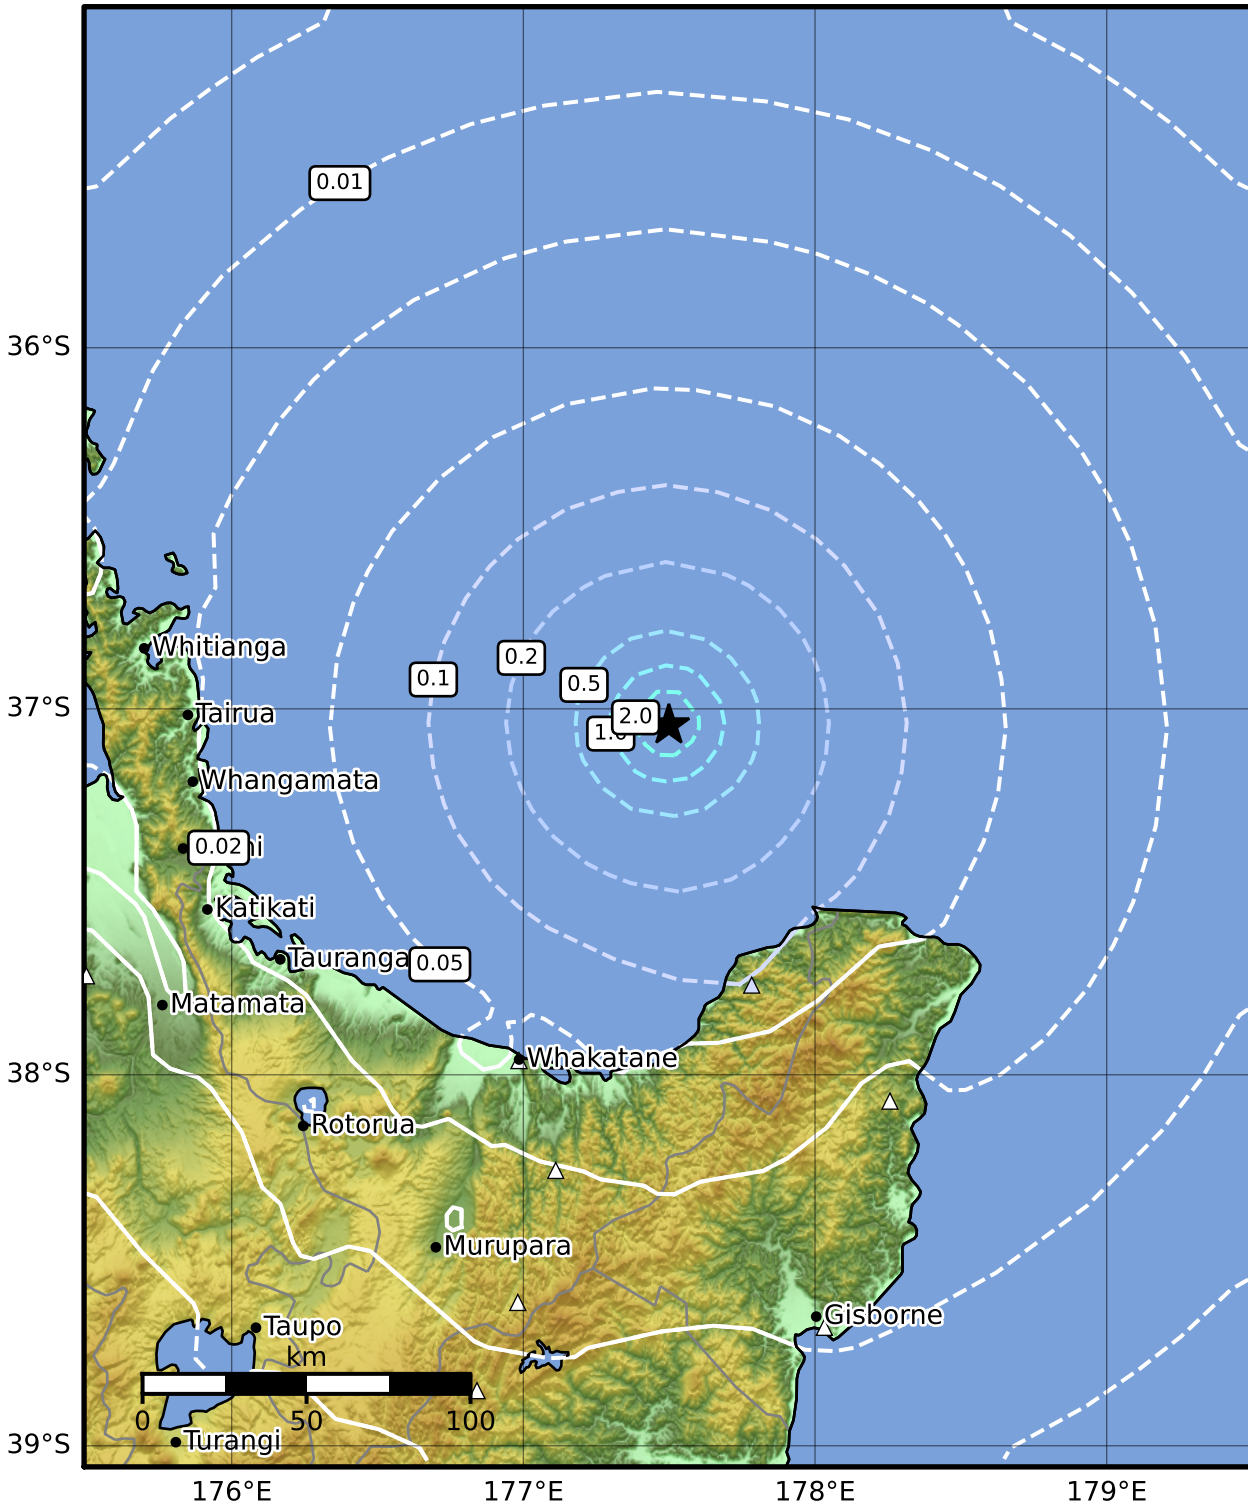 0.01
36°S
Whitianga
0.2
0.1
0.5
37°S
Tairua
2.0
Whangamata
0.02
Katikati
Tauranga
0.05
Matamata
Whakatane
38°S
Rotorua
Murupara
Gisborne
Taupo
km
0 50 100
Turangi
39°S
176°E 177°E 178°E 179°E